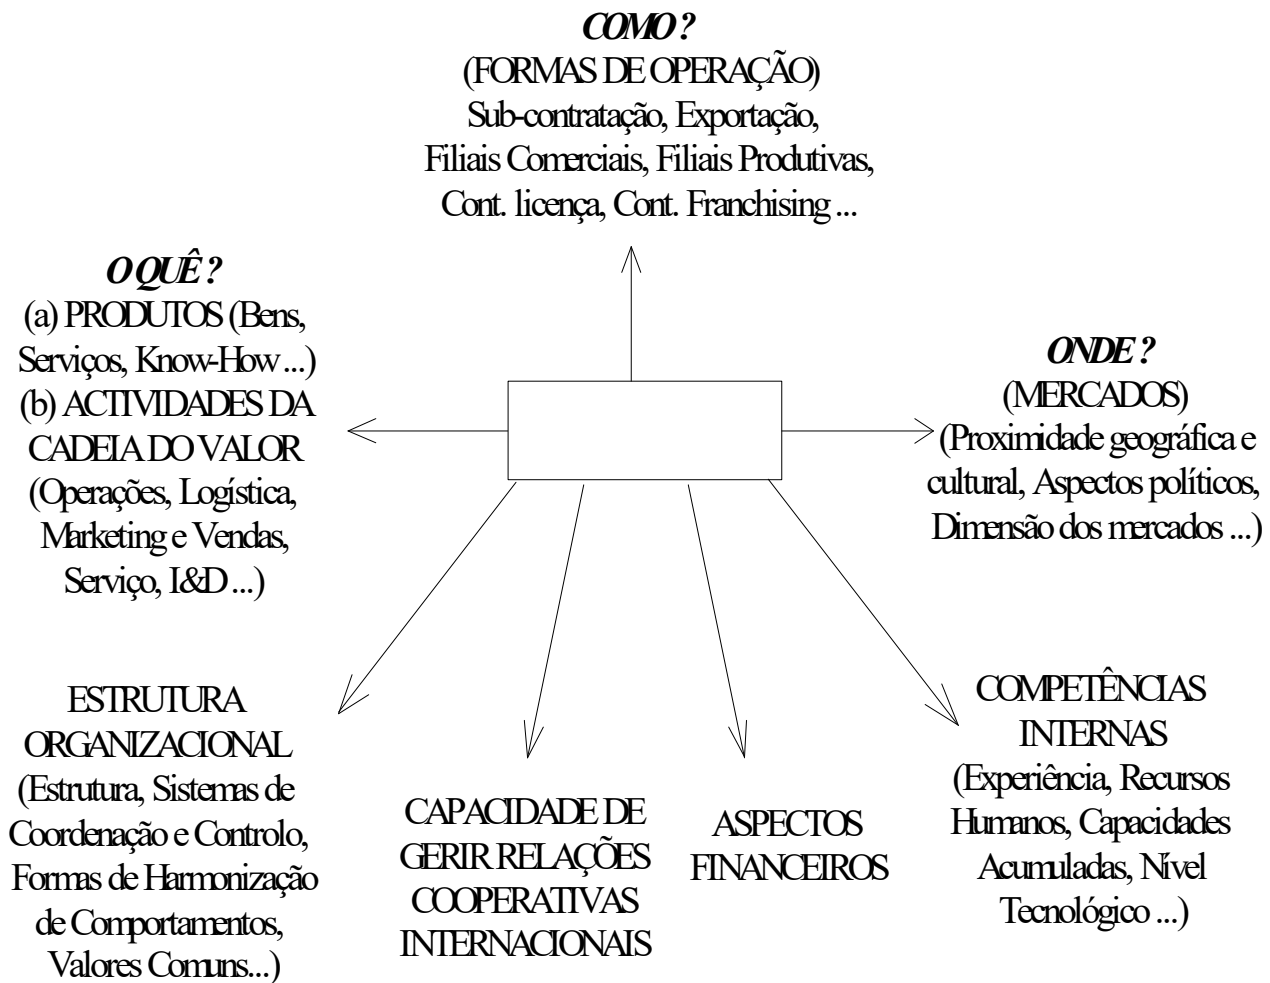 COMO?
(FORMAS DE OPERAÇÃO)
Sub-contratação, Exportação,
Filiais Comerciais, Filiais Produtivas,
Cont. licença, Cont. Franchising ...
O QUÊ?
(a) PRODUTOS (Bens,
Serviços, Know-How ...)
(b) ACTIVIDADES DA
CADEIA DO VALOR
(Operações, Logística,
Marketing e Vendas,
Serviço, I&D ...)
ONDE?
(MERCADOS)
(Proximidade geográfica e
cultural, Aspectos políticos,
Dimensão dos mercados ...)
ESTRUTURA
ORGANIZACIONAL
(Estrutura, Sistemas de
Coordenação e Controlo,
Formas de Harmonização
de Comportamentos,
Valores Comuns...)
CAPACIDADE DE
GERIR RELAÇÕES
COOPERATIVAS
INTERNACIONAIS
ASPECTOS
FINANCEIROS
COMPETÊNCIAS
INTERNAS
(Experiência, Recursos
Humanos, Capacidades
Acumuladas, Nível
Tecnológico ...)